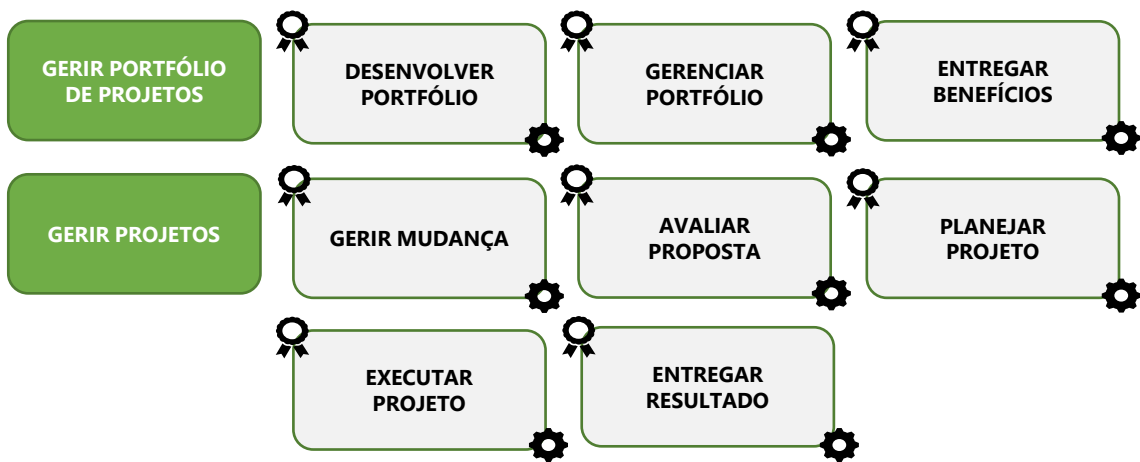 GERIR PORTFÓLIO
DE PROJETOS
DESENVOLVER
PORTFÓLIO
GERENCIAR
PORTFÓLIO
ENTREGAR
BENEFÍCIOS
GERIR PROJETOS
GERIR MUDANÇA
AVALIAR
PROPOSTA
PLANEJAR
PROJETO
EXECUTAR
PROJETO
ENTREGAR
RESULTADO